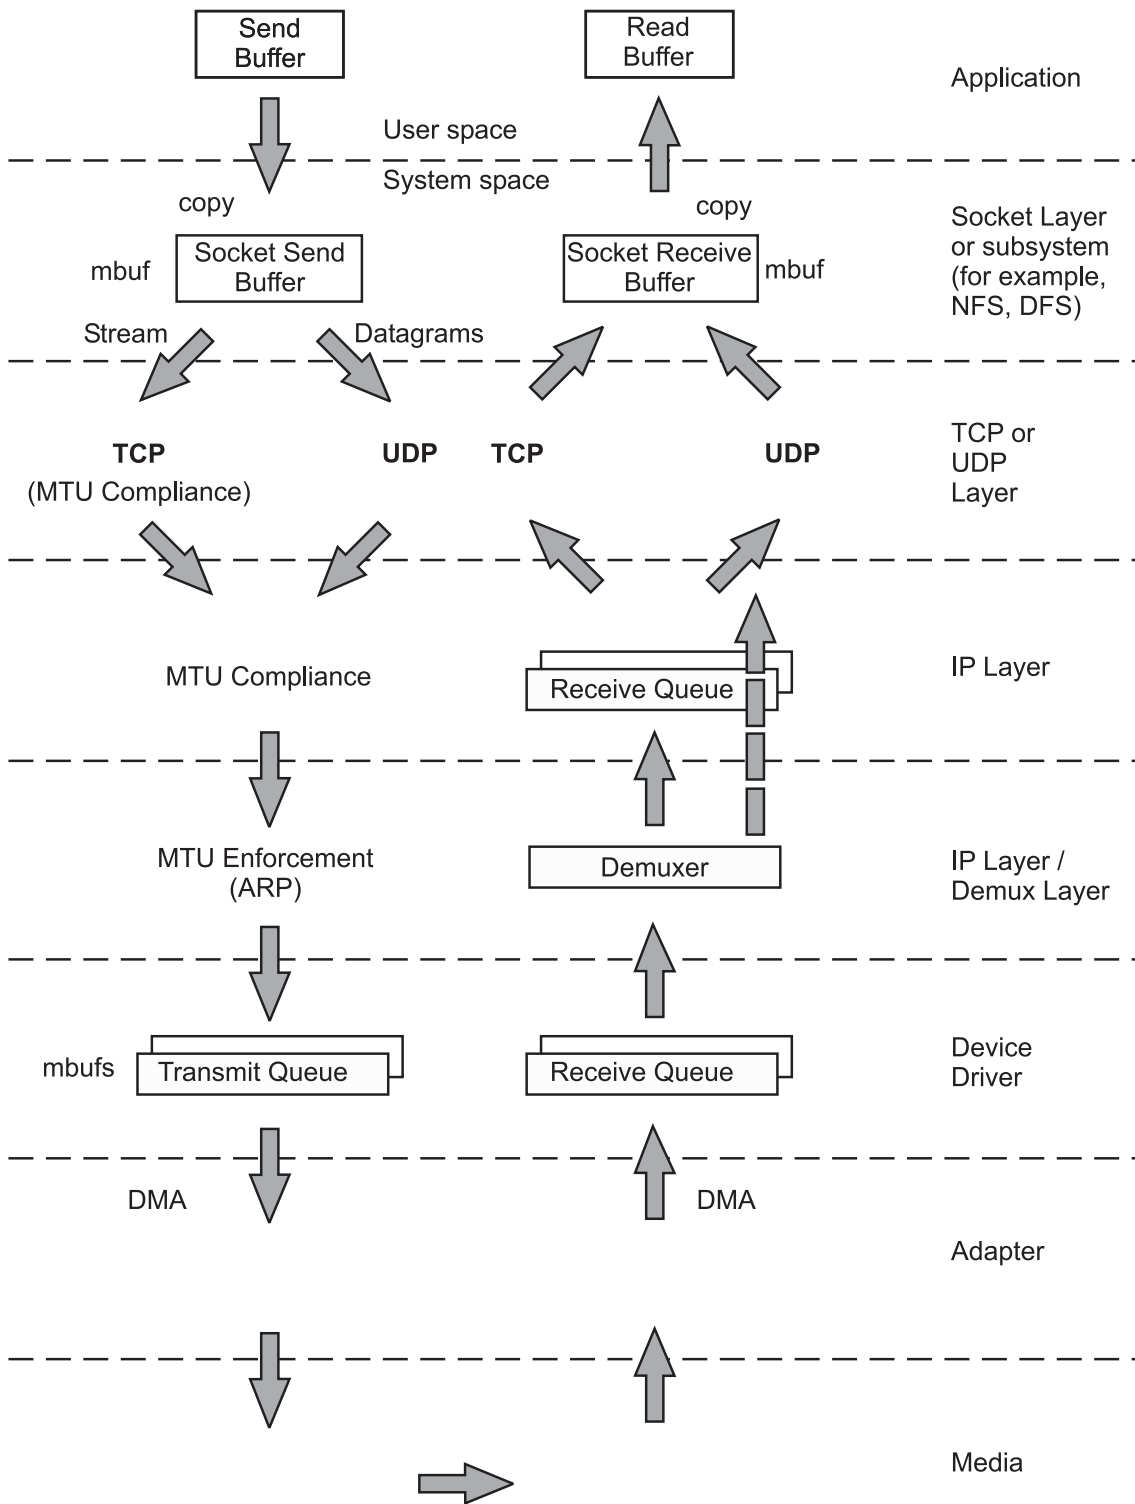 Send
Buffer
Read
Buffer
Application
User space
System space
copy
copy
mbuf
Socket Send
Buffer
Socket Receive
Buffer
mbuf
Socket Layer
or subsystem
(for example,
NFS, DFS)
Stream
Datagrams
TCP
(MTU Compliance)
UDP
TCP
UDP
TCP or
UDP
Layer
MTU Compliance
Receive Queue
IP Layer
MTU Enforcement
(ARP)
Demuxer
IP Layer /
Demux Layer
mbufs
Transmit Queue
Receive Queue
Device
Driver
DMA
DMA
Adapter
Media